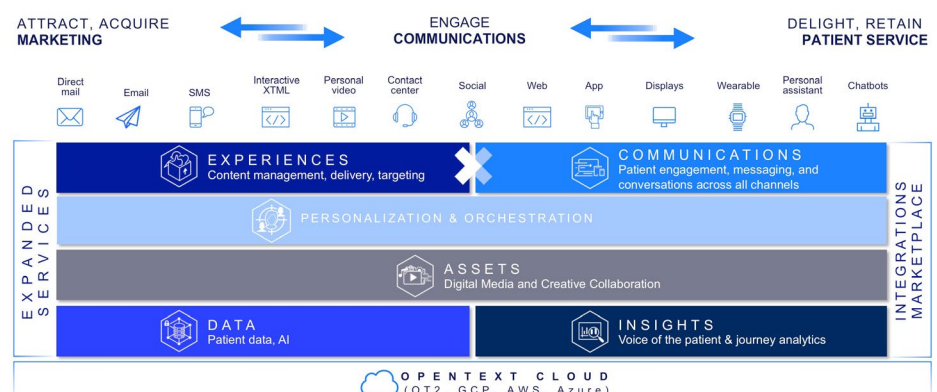 ATTRACT, ACQUIRE
MARKETING
ENGAGE
COMMUNICATIONS
DELIGHT, RETAIN
PATIENT SERVICE
Direct
mail
Email
SMS
Interactive
XTML
Personal
video
Contact
center
Social
Web
App
Displays
Wearable
Personal
assistant
Chatbots
EXPANDED
SERVICES
EXPERIENCES
Content management, delivery, targeting
COMMUNICATIONS
Patient engagement, messaging, and
conversations across all channels
PERSONALIZATION & ORCHESTRATION
ASSETS
Digital Media and Creative Collaboration
DATA
Patient data, AI
INSIGHTS
Voice of the patient & journey analytics
INTEGRATIONS
MARKETPLACE
OPENTEXT CLOUD
(OT2, GCP, AWS, Azure)